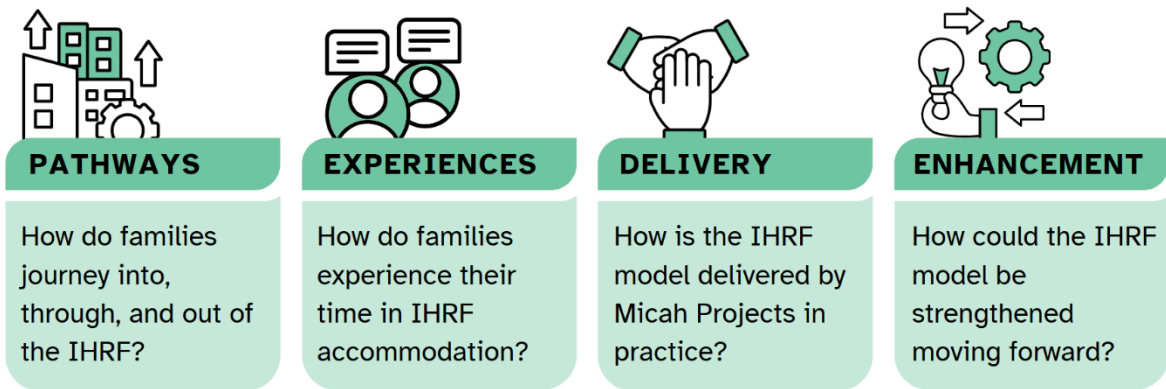 PATHWAYS
How do families
journey into,
through, and out of
the IHRF?
EXPERIENCES
How do families
experience their
time in IHRF
accommodation?
DELIVERY
How is the IHRF
model delivered by
Micah Projects in
practice?
ENHANCEMENT
How could the IHRF
model be
strengthened
moving forward?